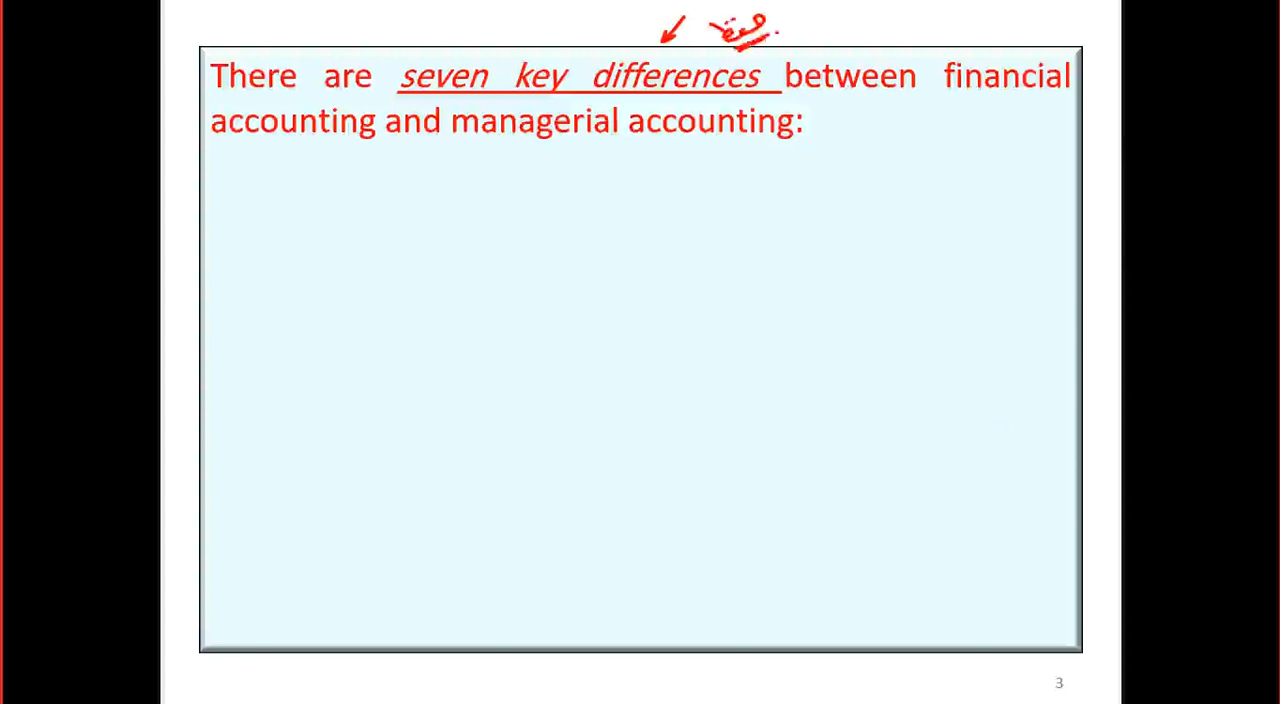 There are seven key differences between financial
accounting and managerial accounting:
3